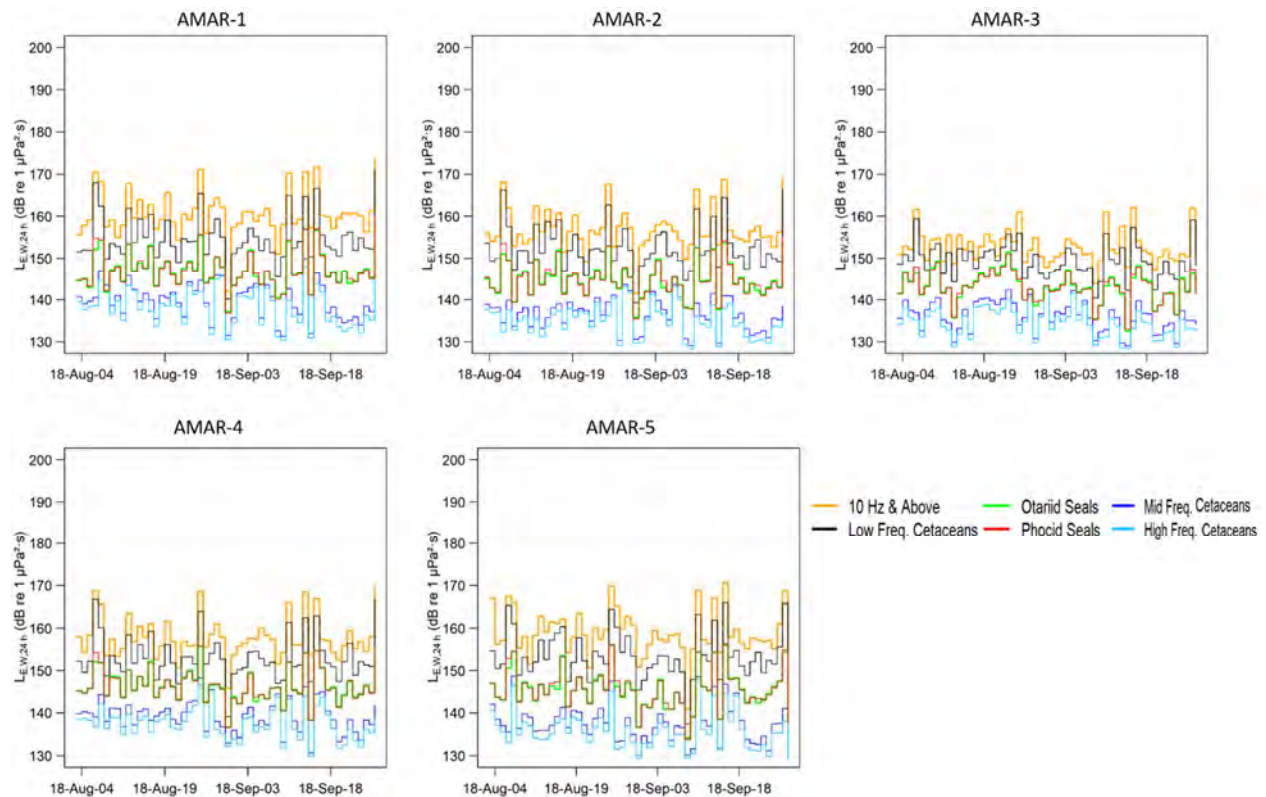 AMAR-1
AMAR-2
AMAR-3
200
190
180
170
160
150
140
130
L_E,W,24 h (dB re 1 µPa²·s)
18-Aug-04 18-Aug-19 18-Sep-03 18-Sep-18
200
190
180
170
160
150
140
130
L_E,W,24 h (dB re 1 µPa²·s)
18-Aug-04 18-Aug-19 18-Sep-03 18-Sep-18
200
190
180
170
160
150
140
130
L_E,W,24 h (dB re 1 µPa²·s)
18-Aug-04 18-Aug-19 18-Sep-03 18-Sep-18
AMAR-4
AMAR-5
200
190
180
170
160
150
140
130
L_E,W,24 h (dB re 1 µPa²·s)
18-Aug-04 18-Aug-19 18-Sep-03 18-Sep-18
200
190
180
170
160
150
140
130
L_E,W,24 h (dB re 1 µPa²·s)
18-Aug-04 18-Aug-19 18-Sep-03 18-Sep-18
10 Hz & Above Otariid Seals Mid Freq. Cetaceans
Low Freq. Cetaceans Phocid Seals High Freq. Cetaceans